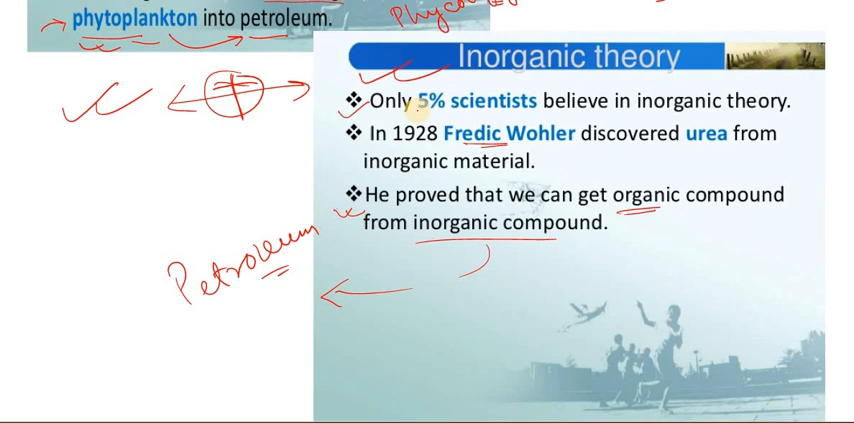 phytoplankton into petroleum.
Inorganic theory
❖ Only 5% scientists believe in inorganic theory.
❖ In 1928 Fredic Wohler discovered urea from
inorganic material.
❖ He proved that we can get organic compound
from inorganic compound.
Petroleum